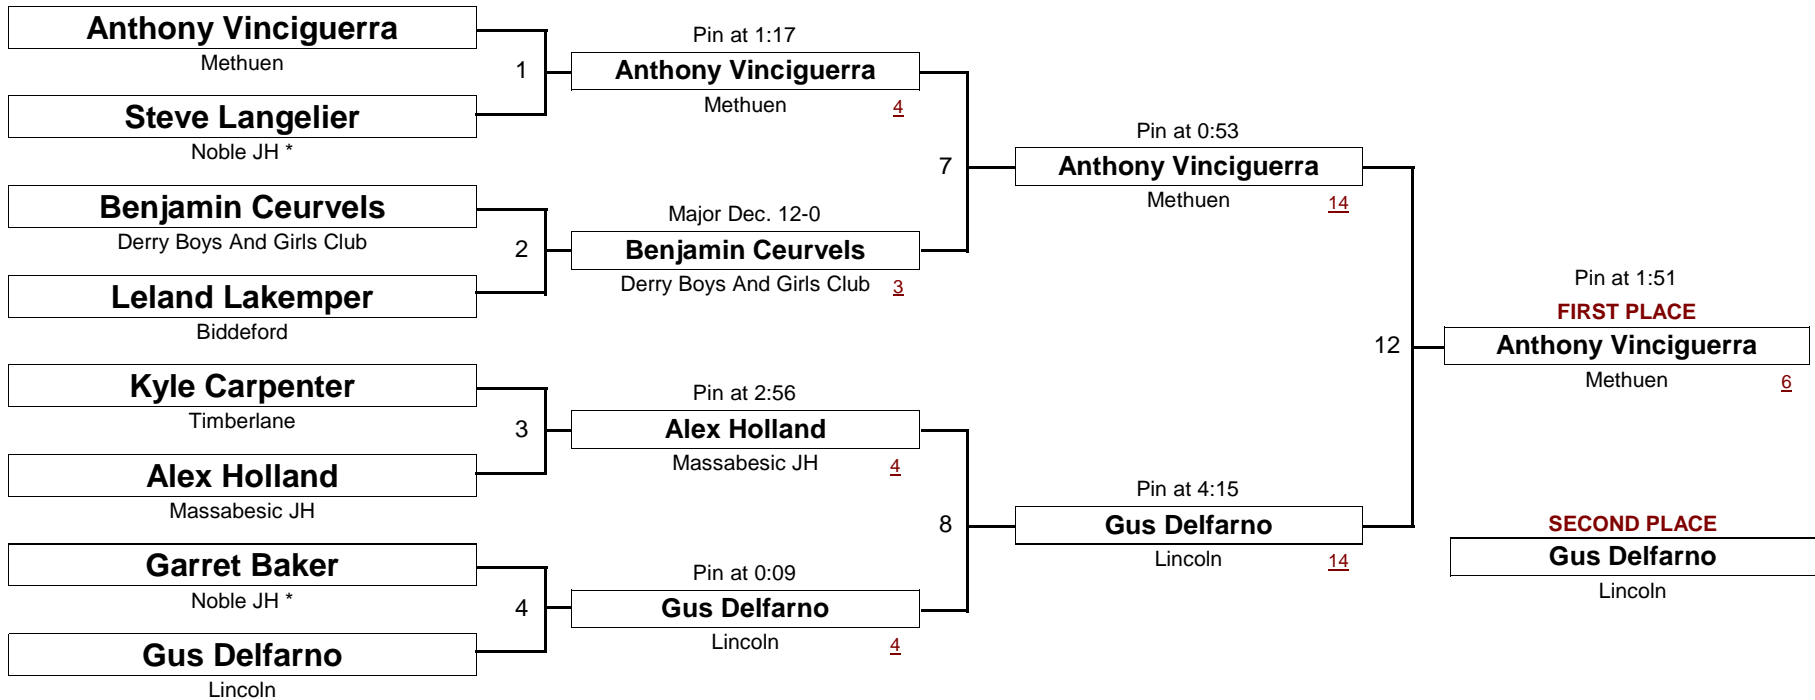 Anthony Vinciguerra
Methuen
1
Steve Langelier
Noble JH *
Benjamin Ceurvels
Derry Boys And Girls Club
2
Leland Lakemper
Biddeford
Kyle Carpenter
Timberlane
3
Alex Holland
Massabesic JH
Garret Baker
Noble JH *
4
Gus Delfarno
Lincoln
Pin at 1:17
Anthony Vinciguerra
Methuen 4
7
Major Dec. 12-0
Benjamin Ceurvels
Derry Boys And Girls Club 3
Pin at 2:56
Alex Holland
Massabesic JH 4
8
Pin at 0:09
Gus Delfarno
Lincoln 4
Pin at 0:53
Anthony Vinciguerra
Methuen 14
12
Pin at 4:15
Gus Delfarno
Lincoln 14
Pin at 1:51
FIRST PLACE
Anthony Vinciguerra
Methuen 6
SECOND PLACE
Gus Delfarno
Lincoln